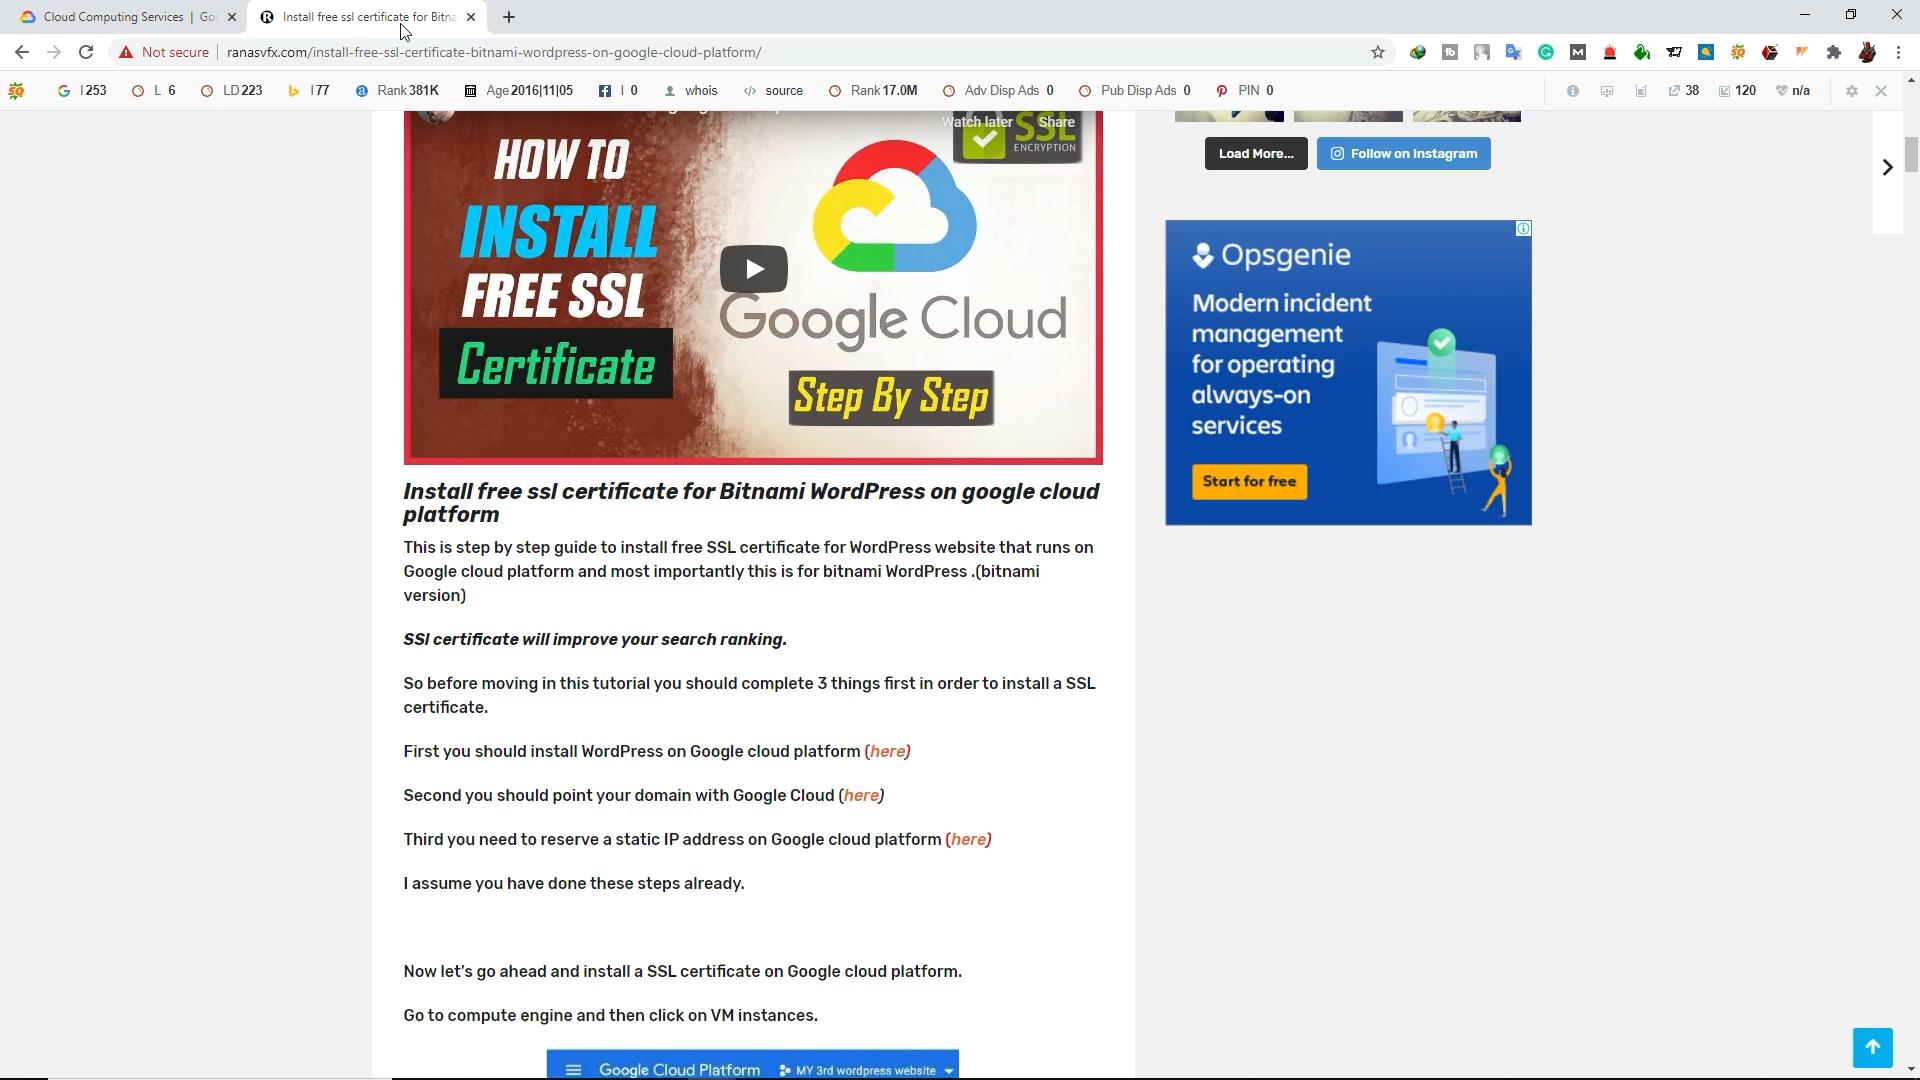 Cloud Computing Services | Goo
Install free ssl certificate for Bitna
Not secure
ranasvfx.com/install-free-ssl-certificate-bitnami-wordpress-on-google-cloud-platform/
I 253
L 6
LD 223
I 77
Rank 381K
Age 2016|11|05
I 0
whois
source
Rank 17.0M
Adv Disp Ads 0
Pub Disp Ads 0
PIN 0
38
120
n/a
Watch later
Share
SSL
ENCRYPTION
HOW TO
INSTALL
FREE SSL
Certificate
Google Cloud
Step By Step
Load More...
Follow on Instagram
Opsgenie
Modern incident
management
for operating
always-on
services
Start for free
Install free ssl certificate for Bitnami WordPress on google cloud
platform
This is step by step guide to install free SSL certificate for WordPress website that runs on
Google cloud platform and most importantly this is for bitnami WordPress .(bitnami
version)
SSl certificate will improve your search ranking.
So before moving in this tutorial you should complete 3 things first in order to install a SSL
certificate.
First you should install WordPress on Google cloud platform (here)
Second you should point your domain with Google Cloud (here)
Third you need to reserve a static IP address on Google cloud platform (here)
I assume you have done these steps already.
Now let's go ahead and install a SSL certificate on Google cloud platform.
Go to compute engine and then click on VM instances.
Google Cloud Platform
MY 3rd wordpress website